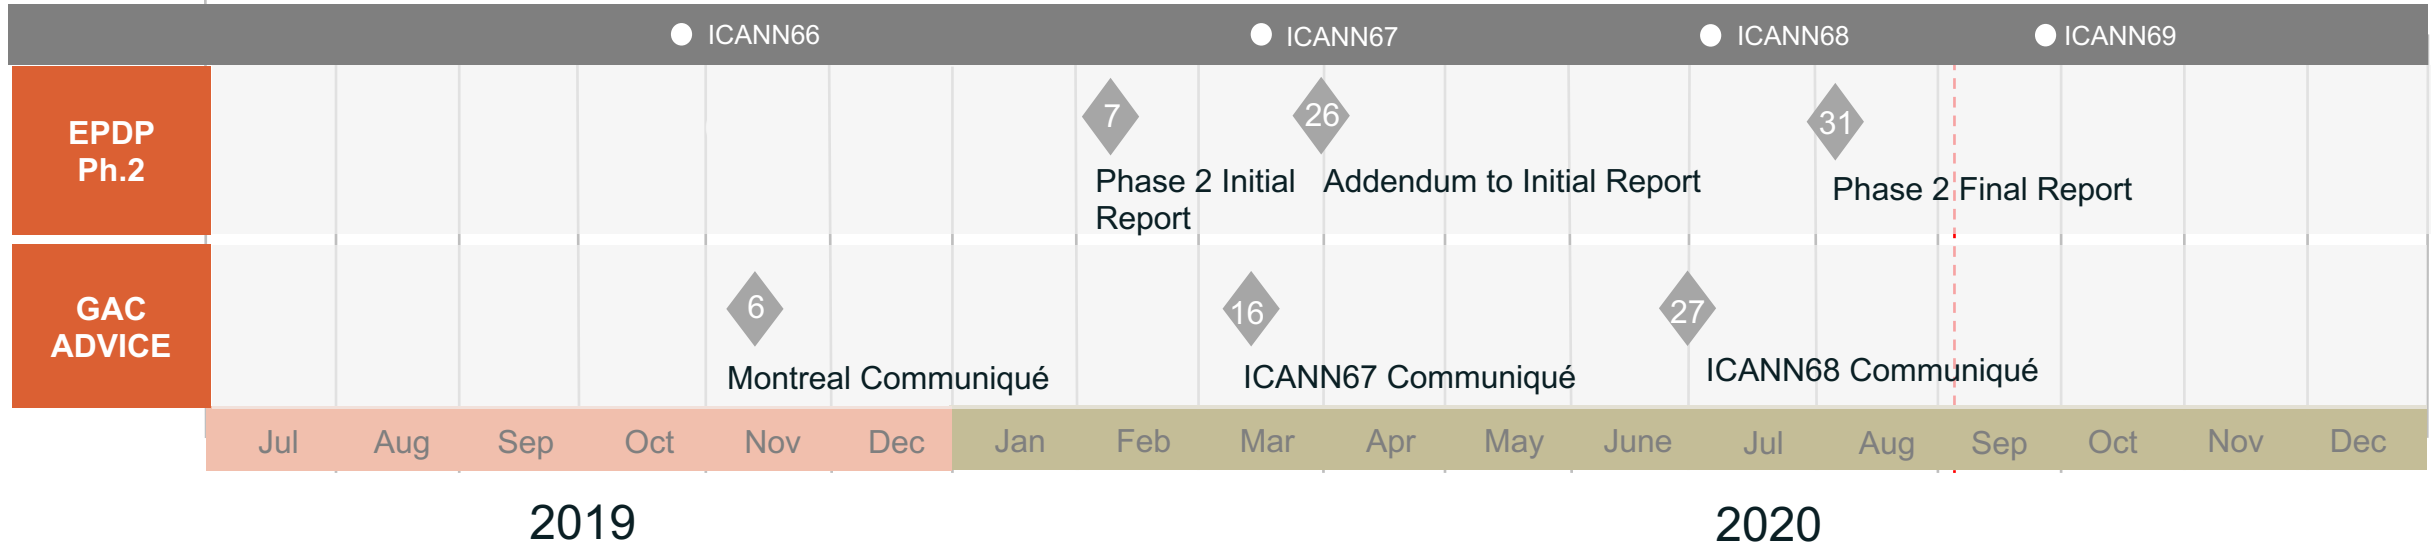 ICANN66 ICANN67 ICANN68 ICANN69
EPDP
Ph.2
7 26 31
Phase 2 Initial
Report
Addendum to Initial Report
Phase 2 Final Report
GAC
ADVICE
6 16 27
Montreal Communiqué
ICANN67 Communiqué
ICANN68 Communiqué
Jul Aug Sep Oct Nov Dec Jan Feb Mar Apr May June Jul Aug Sep Oct Nov Dec
2019 2020